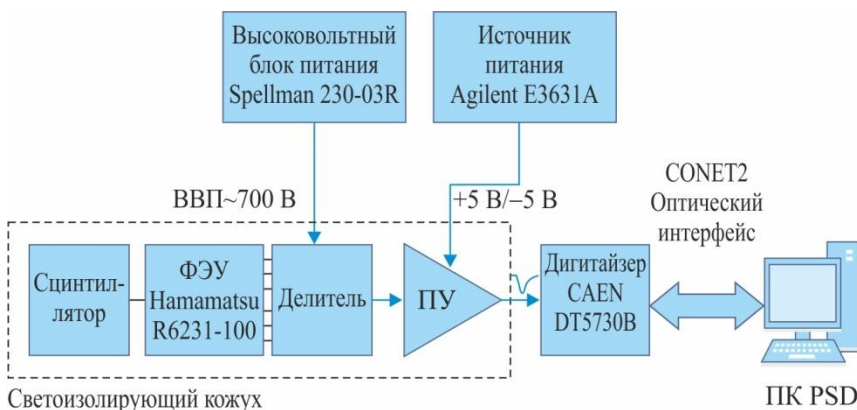 Высоковольтный
блок питания
Spellman 230-03R
Источник
питания
Agilent E3631A
ВВП~700 В
+5 В/–5 В
CONET2
Оптический
интерфейс
Сцинтил-
лятор
ФЭУ
Hamamatsu
R6231-100
Делитель
ПУ
Дигитайзер
CAEN
DT5730B
Светоизолирующий кожух
ПК PSD